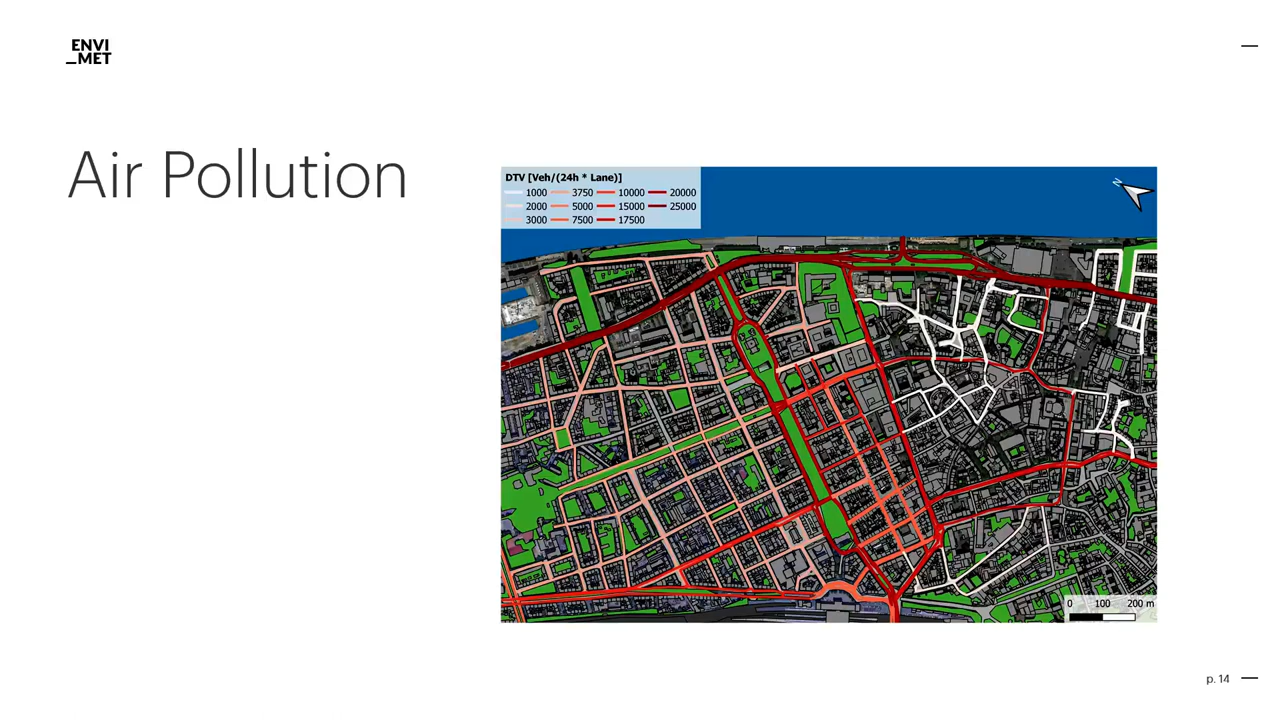 ENVI
_MET
Air Pollution
DTV [Veh/(24h * Lane)]
1000 3750 10000 20000
2000 5000 15000 25000
3000 7500 17500
N
0 100 200 m
p. 14